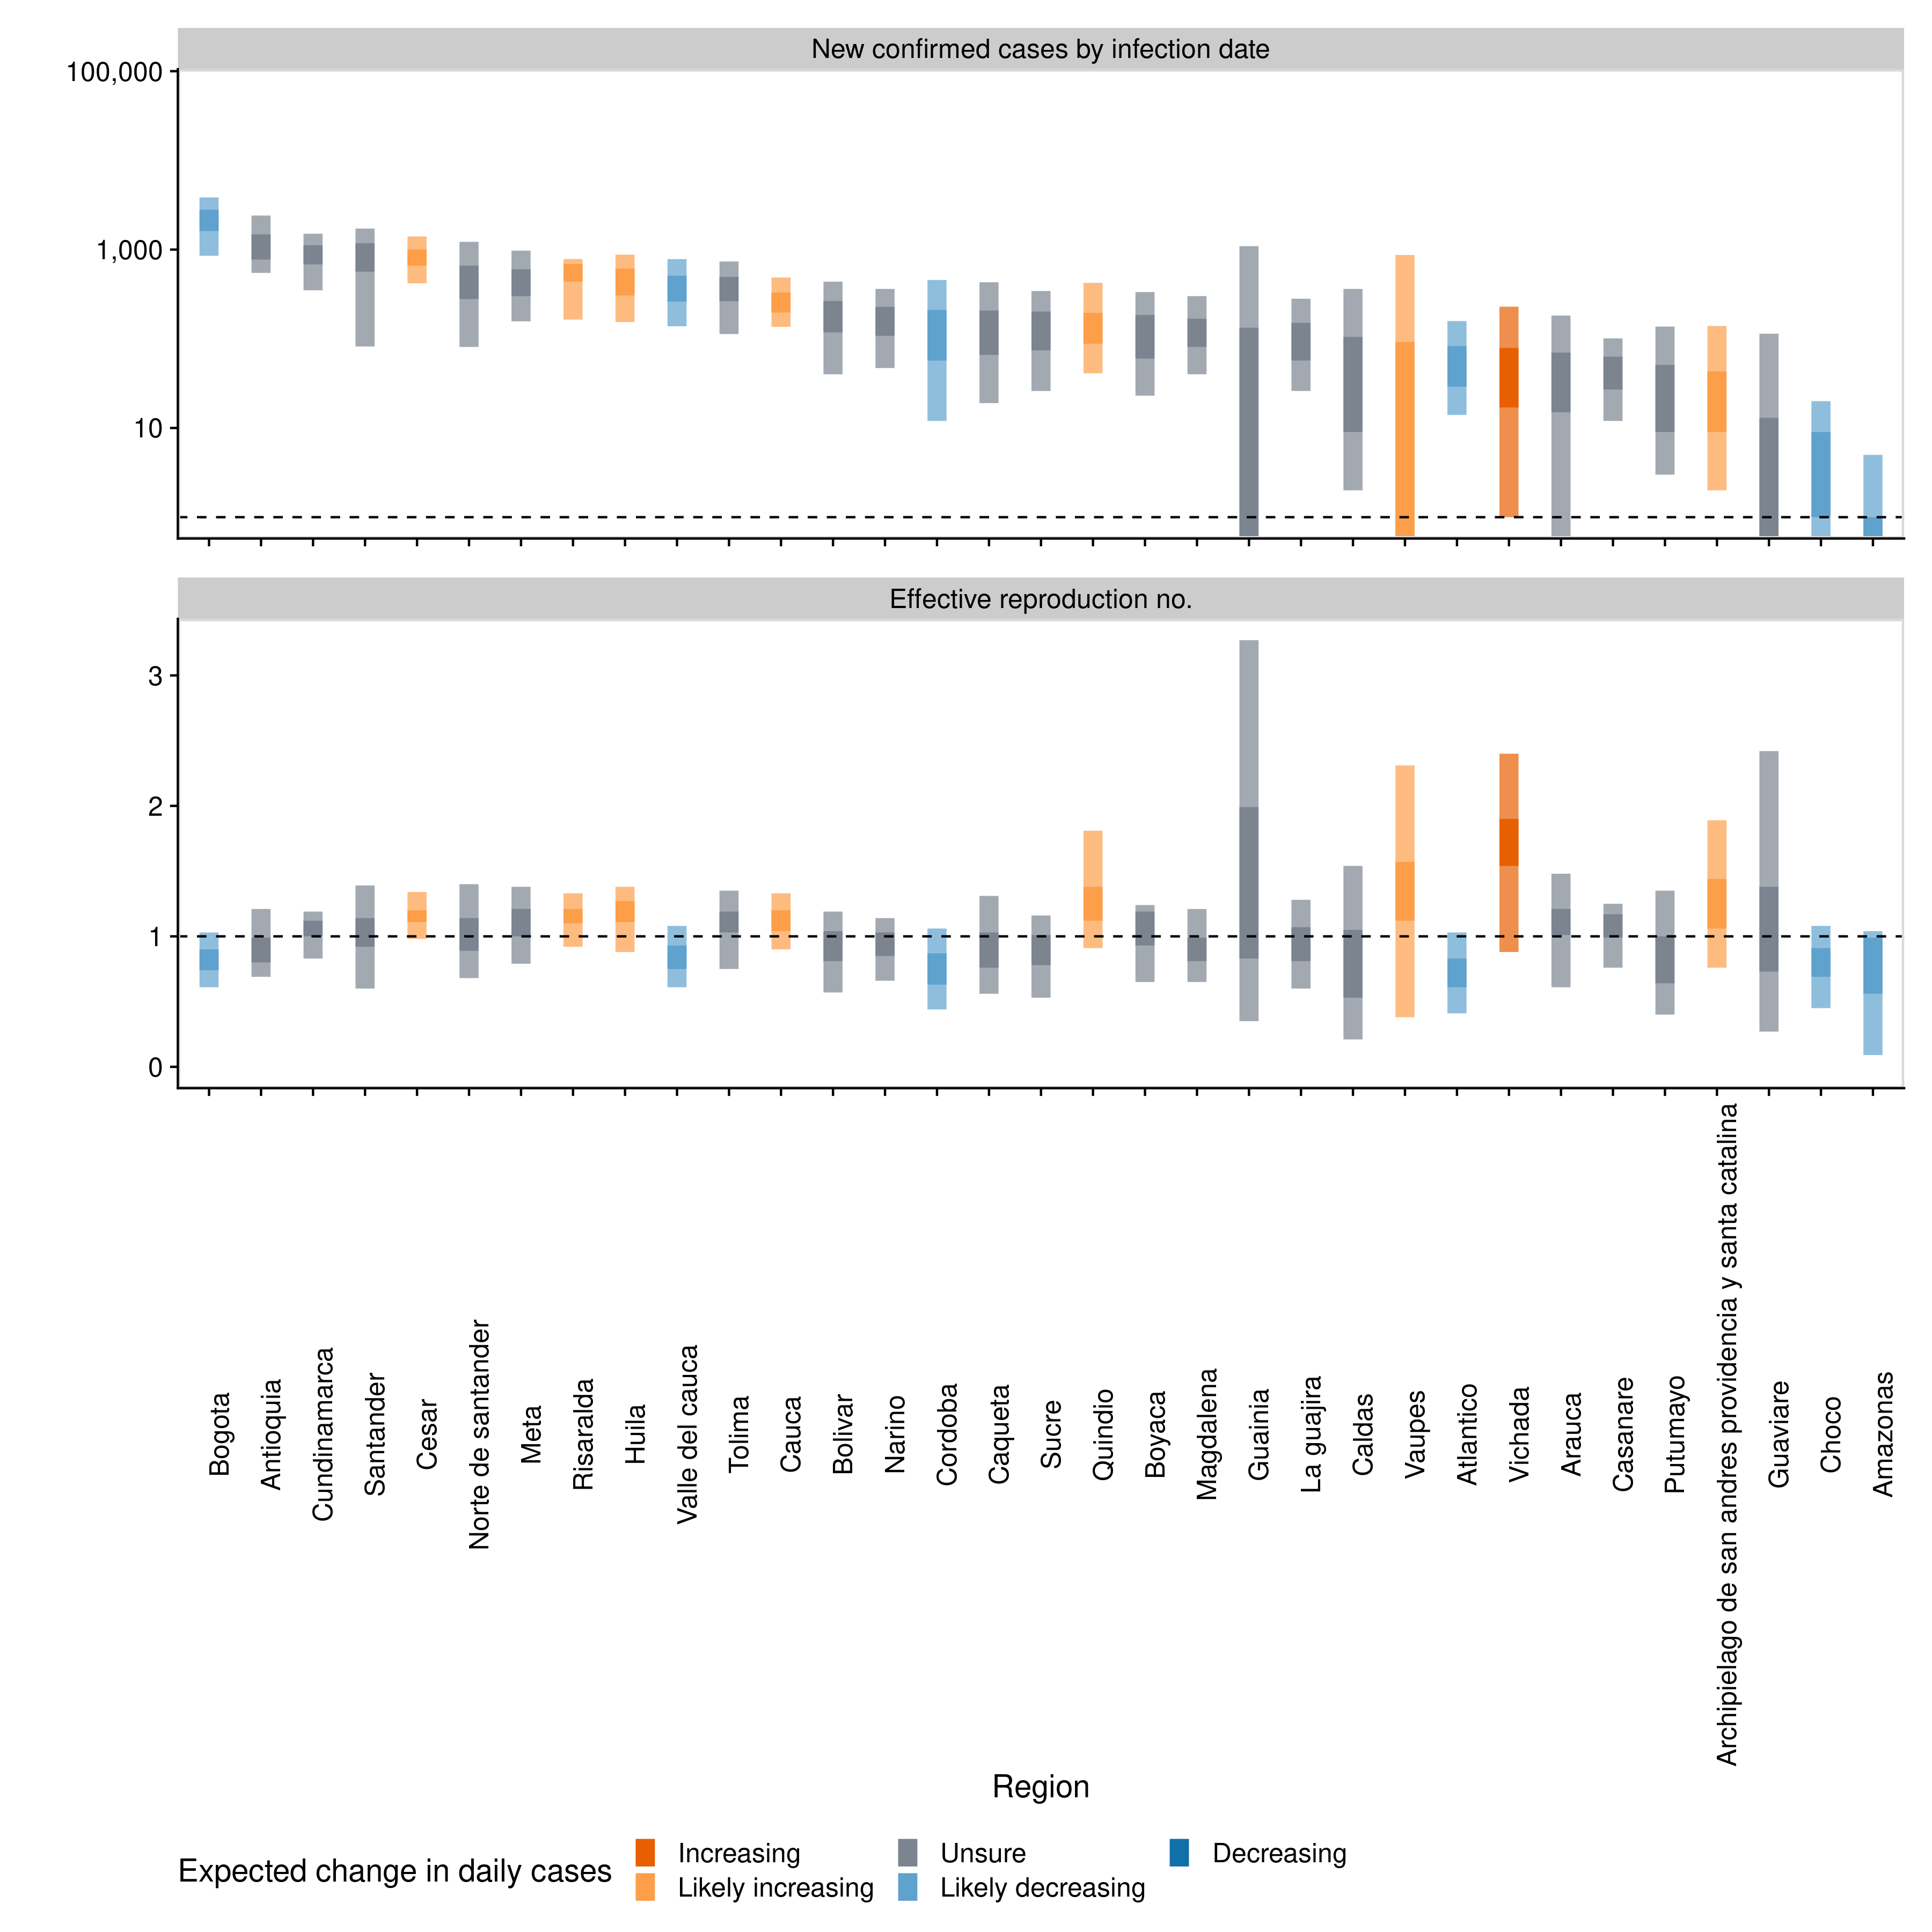 New confirmed cases by infection date
100,000
1,000
10
Effective reproduction no.
3
2
1
0
Bogota
Antioquia
Cundinamarca
Santander
Cesar
Norte de santander
Meta
Risaralda
Huila
Valle del cauca
Tolima
Cauca
Bolivar
Narino
Cordoba
Caqueta
Sucre
Quindio
Boyaca
Magdalena
Guainia
La guajira
Caldas
Vaupes
Atlantico
Vichada
Arauca
Casanare
Putumayo
Archipielago de san andres providencia y santa catalina
Guaviare
Choco
Amazonas
Region
Expected change in daily cases
Increasing
Unsure
Decreasing
Likely increasing
Likely decreasing